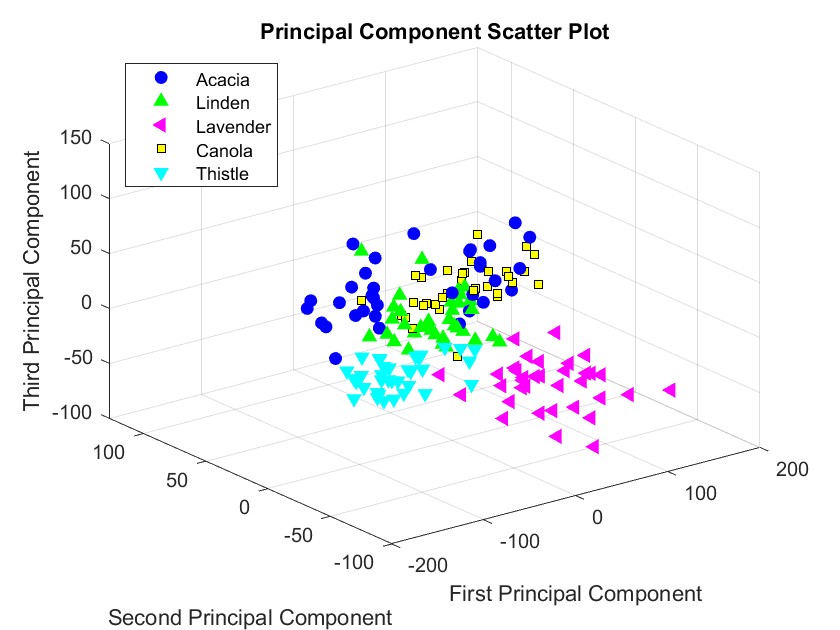 Principal Component Scatter Plot
Acacia
Linden
Lavender
Canola
Thistle
150
100
50
0
-50
-100
Third Principal Component
100
50
0
-50
-100
Second Principal Component
-200
-100
0
100
200
First Principal Component